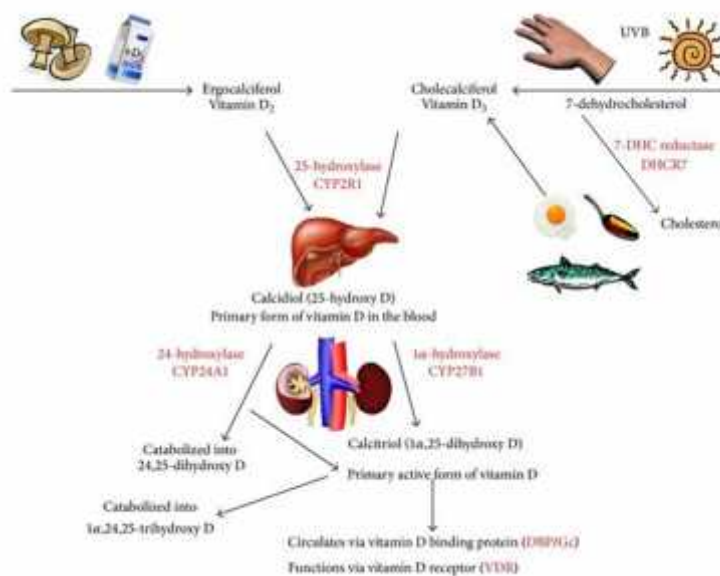 UVB
Ergocalciferol
Vitamin D2
Cholecalciferol
Vitamin D3
7-dehydrocholesterol
7-DHC reductase
DHCR7
25-hydroxylase
CYP2R1
Cholesterol
Calcidiol (25-hydroxy D)
Primary form of vitamin D in the blood
24-hydroxylase
CYP24A1
1α-hydroxylase
CYP27B1
Calcitriol (1α,25-dihydroxy D)
Catabolized into
24,25-dihydroxy D
Primary active form of vitamin D
Catabolized into
1α,24,25-trihydroxy D
Circulates via vitamin D binding protein (DBP/Gc)
Functions via vitamin D receptor (VDR)